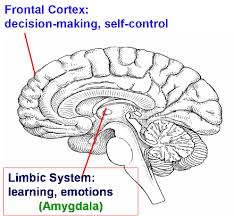 Frontal Cortex:
decision-making, self-control
Limbic System:
learning, emotions
(Amygdala)